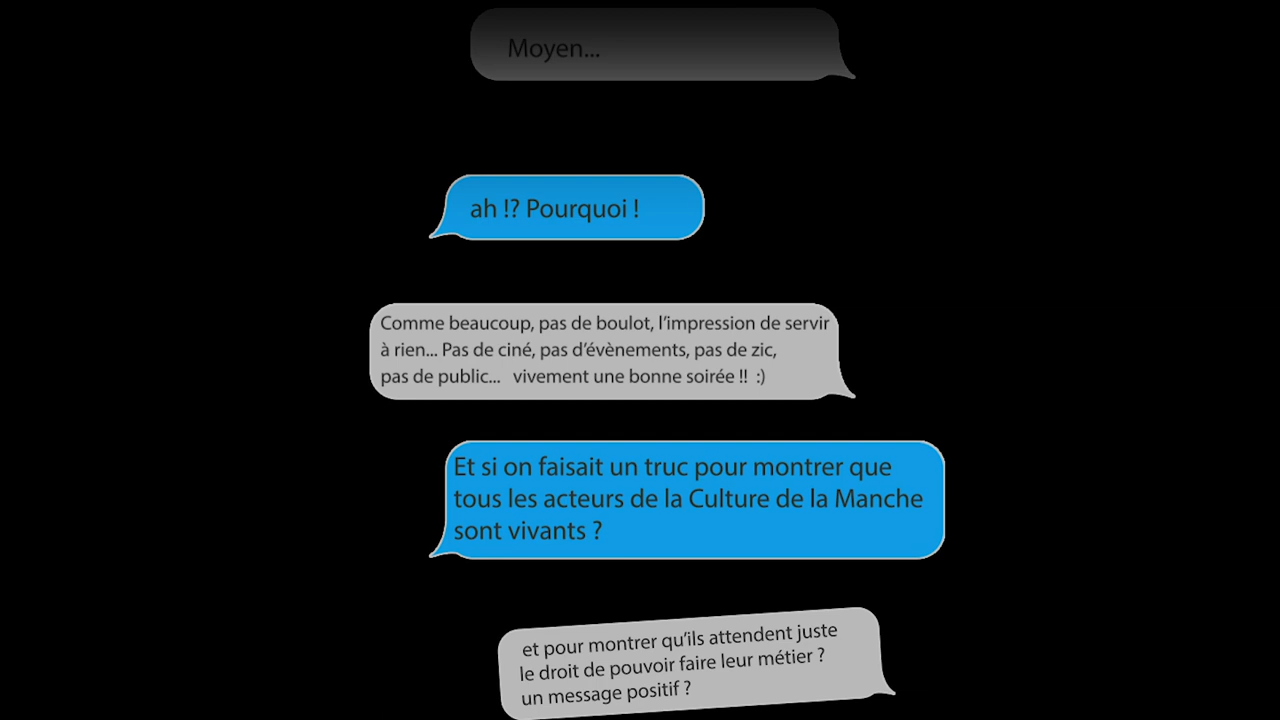 Moyen...
ah !? Pourquoi !
Comme beaucoup, pas de boulot, l’impression de servir
à rien... Pas de ciné, pas d’évènements, pas de zic,
pas de public... vivement une bonne soirée !! :)
Et si on faisait un truc pour montrer que
tous les acteurs de la Culture de la Manche
sont vivants ?
et pour montrer qu’ils attendent juste
le droit de pouvoir faire leur métier ?
un message positif ?